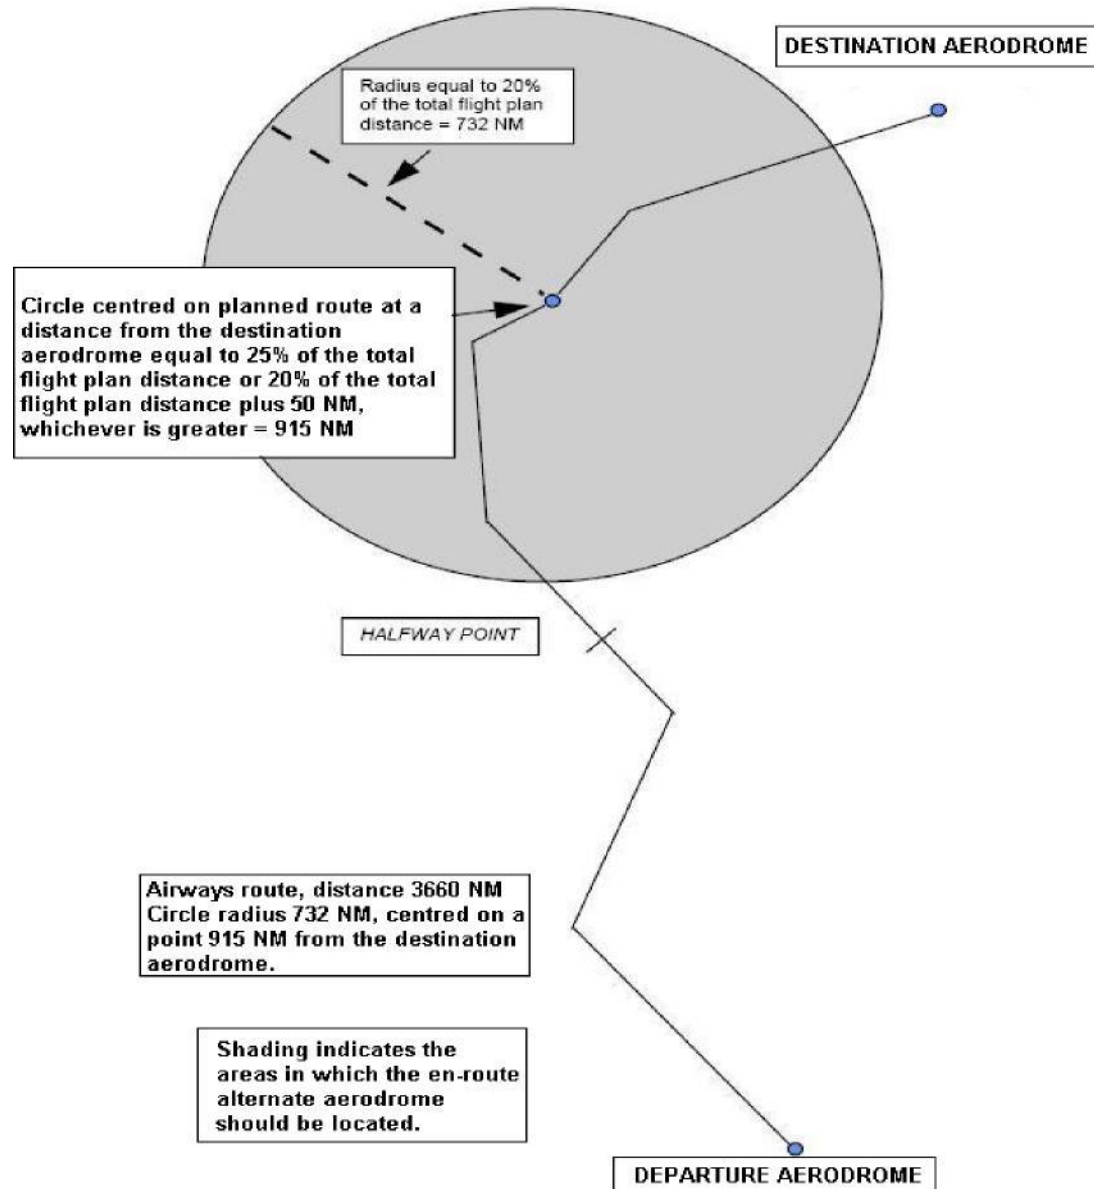 DESTINATION AERODROME
Radius equal to 20%
of the total flight plan
distance = 732 NM
Circle centred on planned route at a
distance from the destination
aerodrome equal to 25% of the total
flight plan distance or 20% of the total
flight plan distance plus 50 NM,
whichever is greater = 915 NM
HALFWAY POINT
Airways route, distance 3660 NM
Circle radius 732 NM, centred on a
point 915 NM from the destination
aerodrome.
Shading indicates the
areas in which the en-route
alternate aerodrome
should be located.
DEPARTURE AERODROME